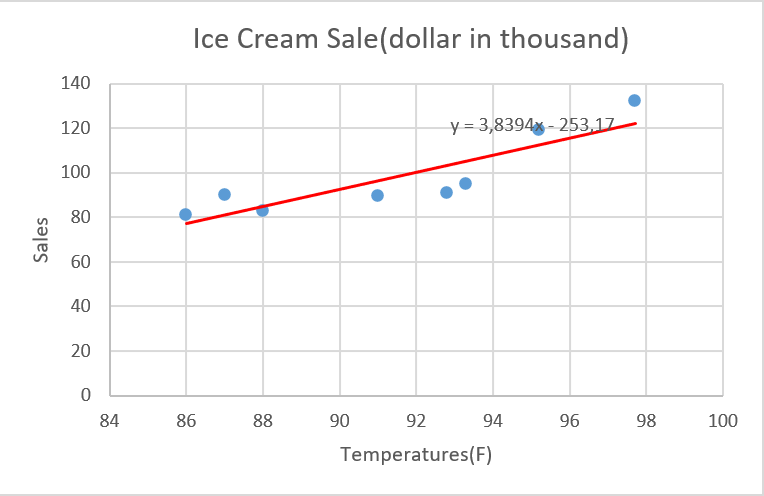 Ice Cream Sale(dollar in thousand)
140
120
100
80
60
40
20
0
y = 3,8394x - 253,17
Sales
84 86 88 90 92 94 96 98 100
Temperatures(F)